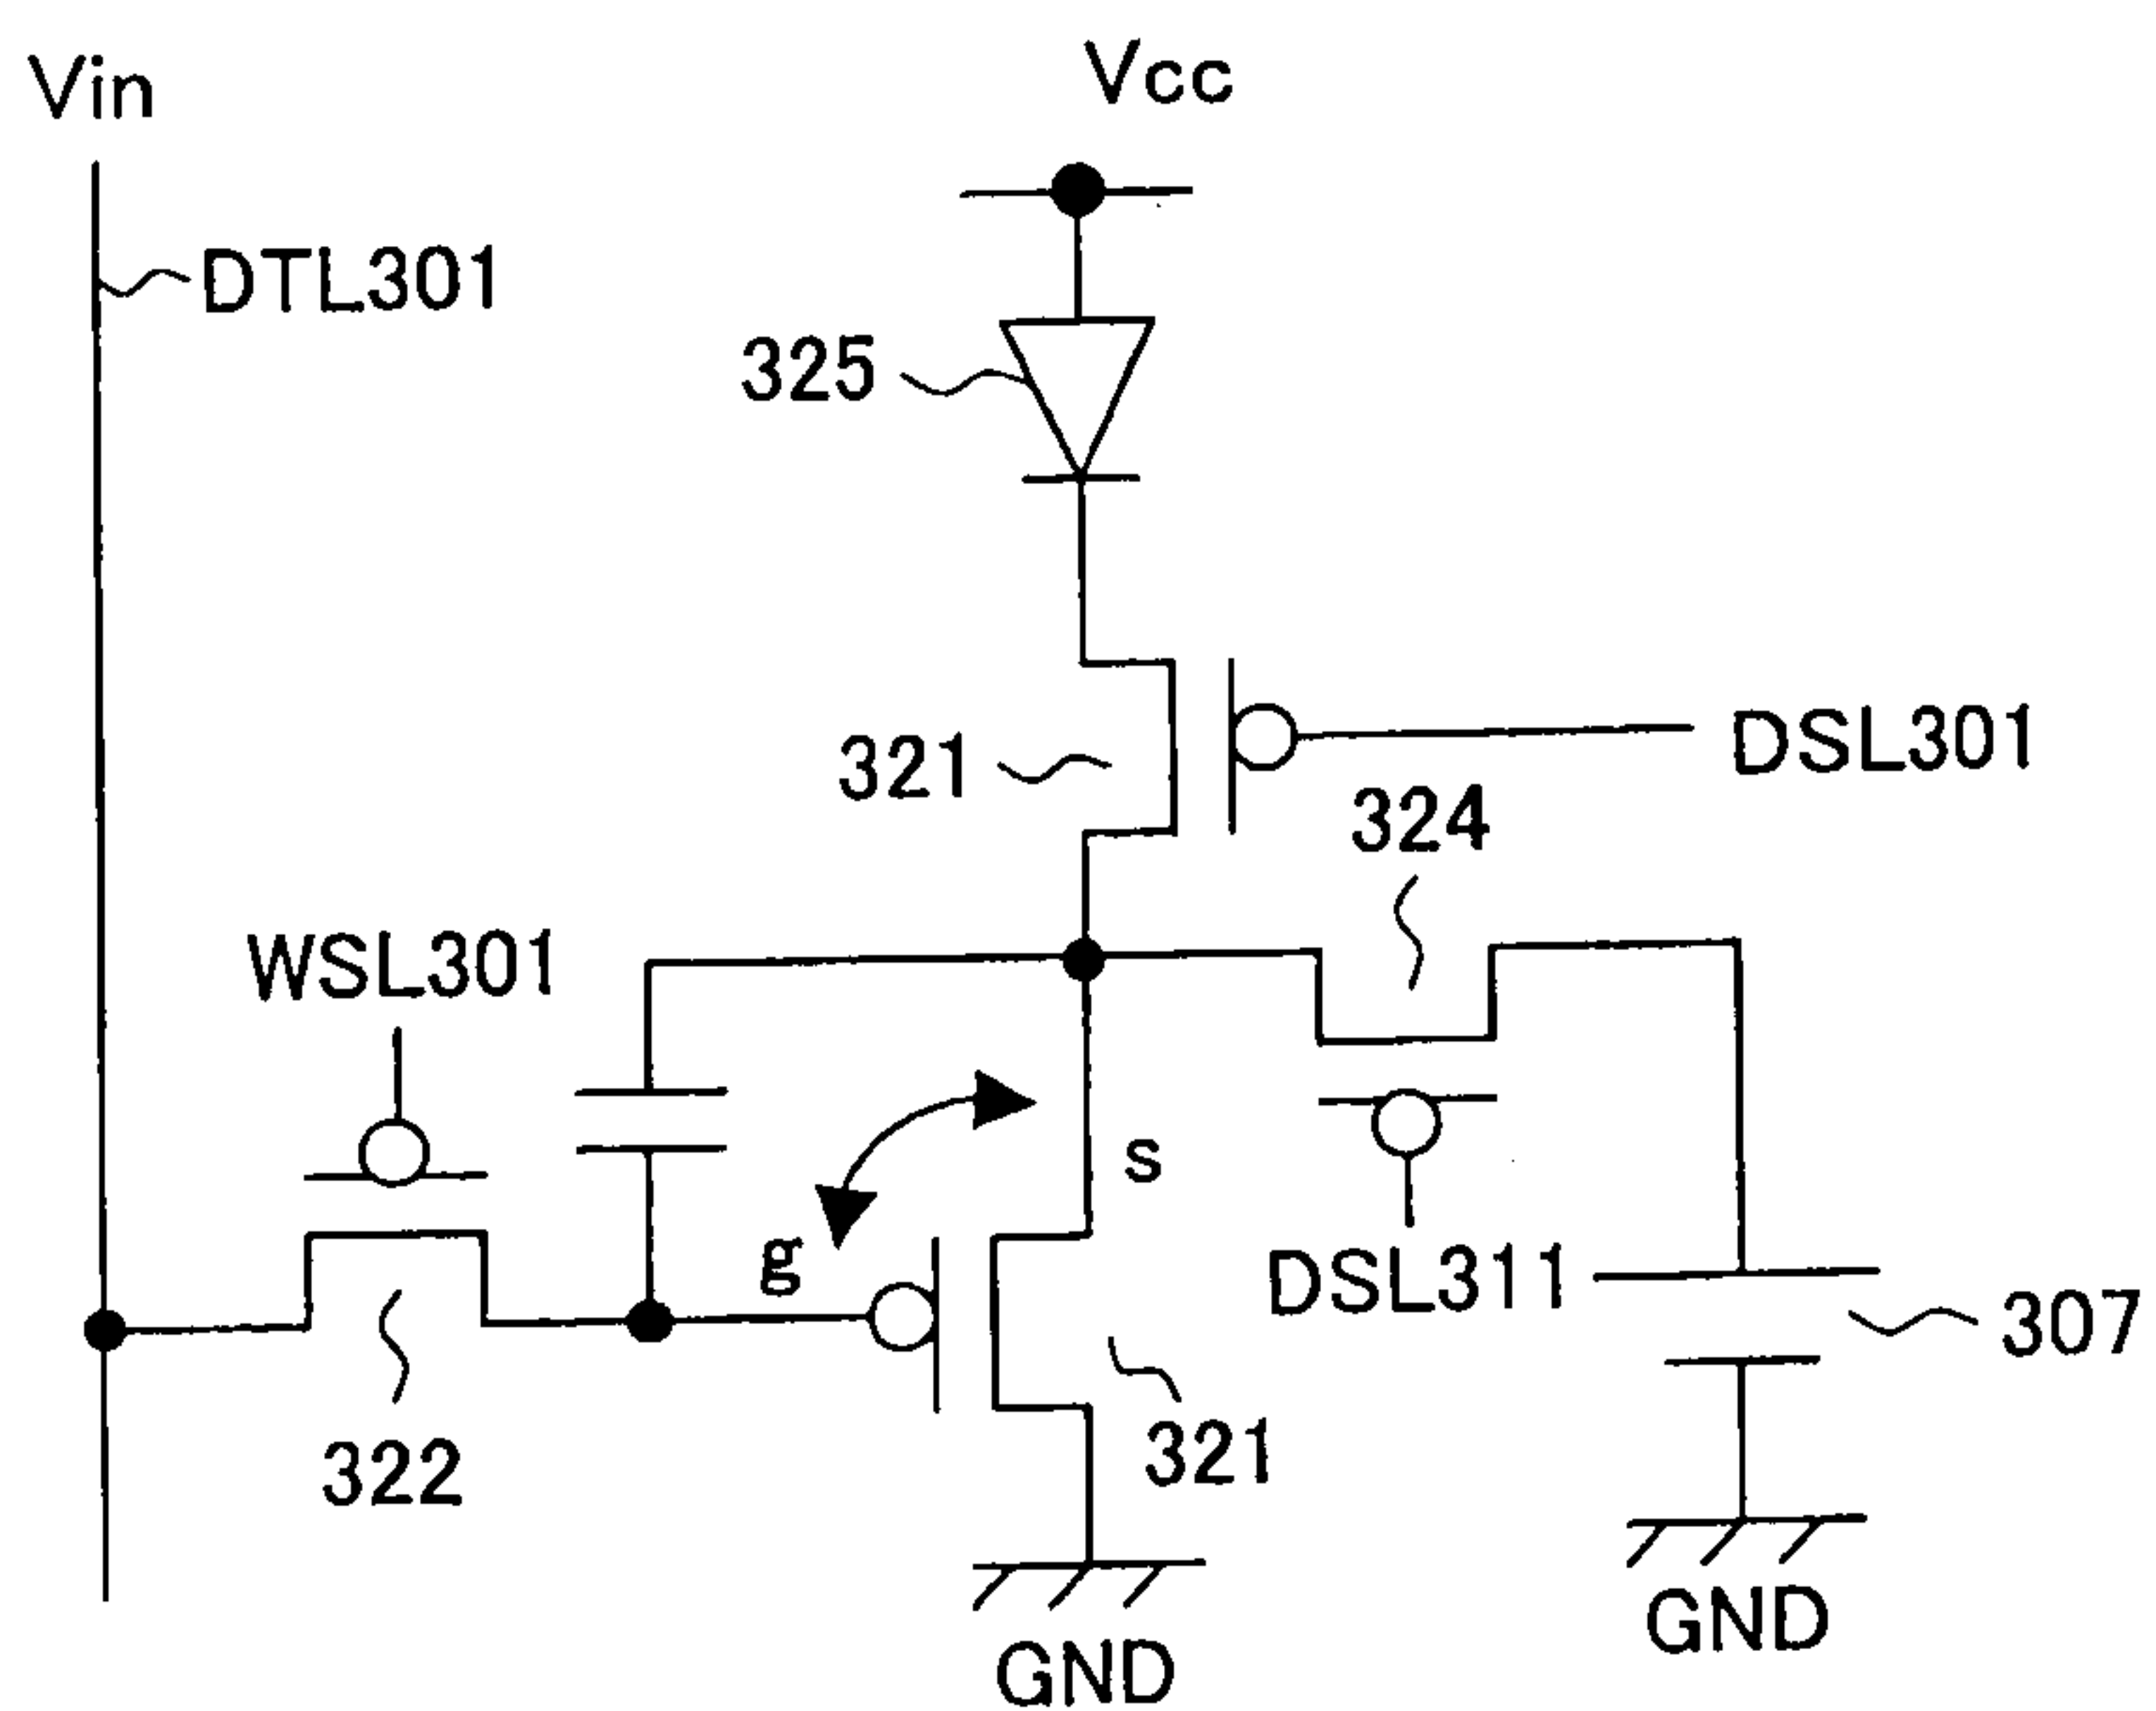 Vin
Vcc
DTL301
325
321
DSL301
324
WSL301
s
g
DSL311
307
322
321
GND
GND